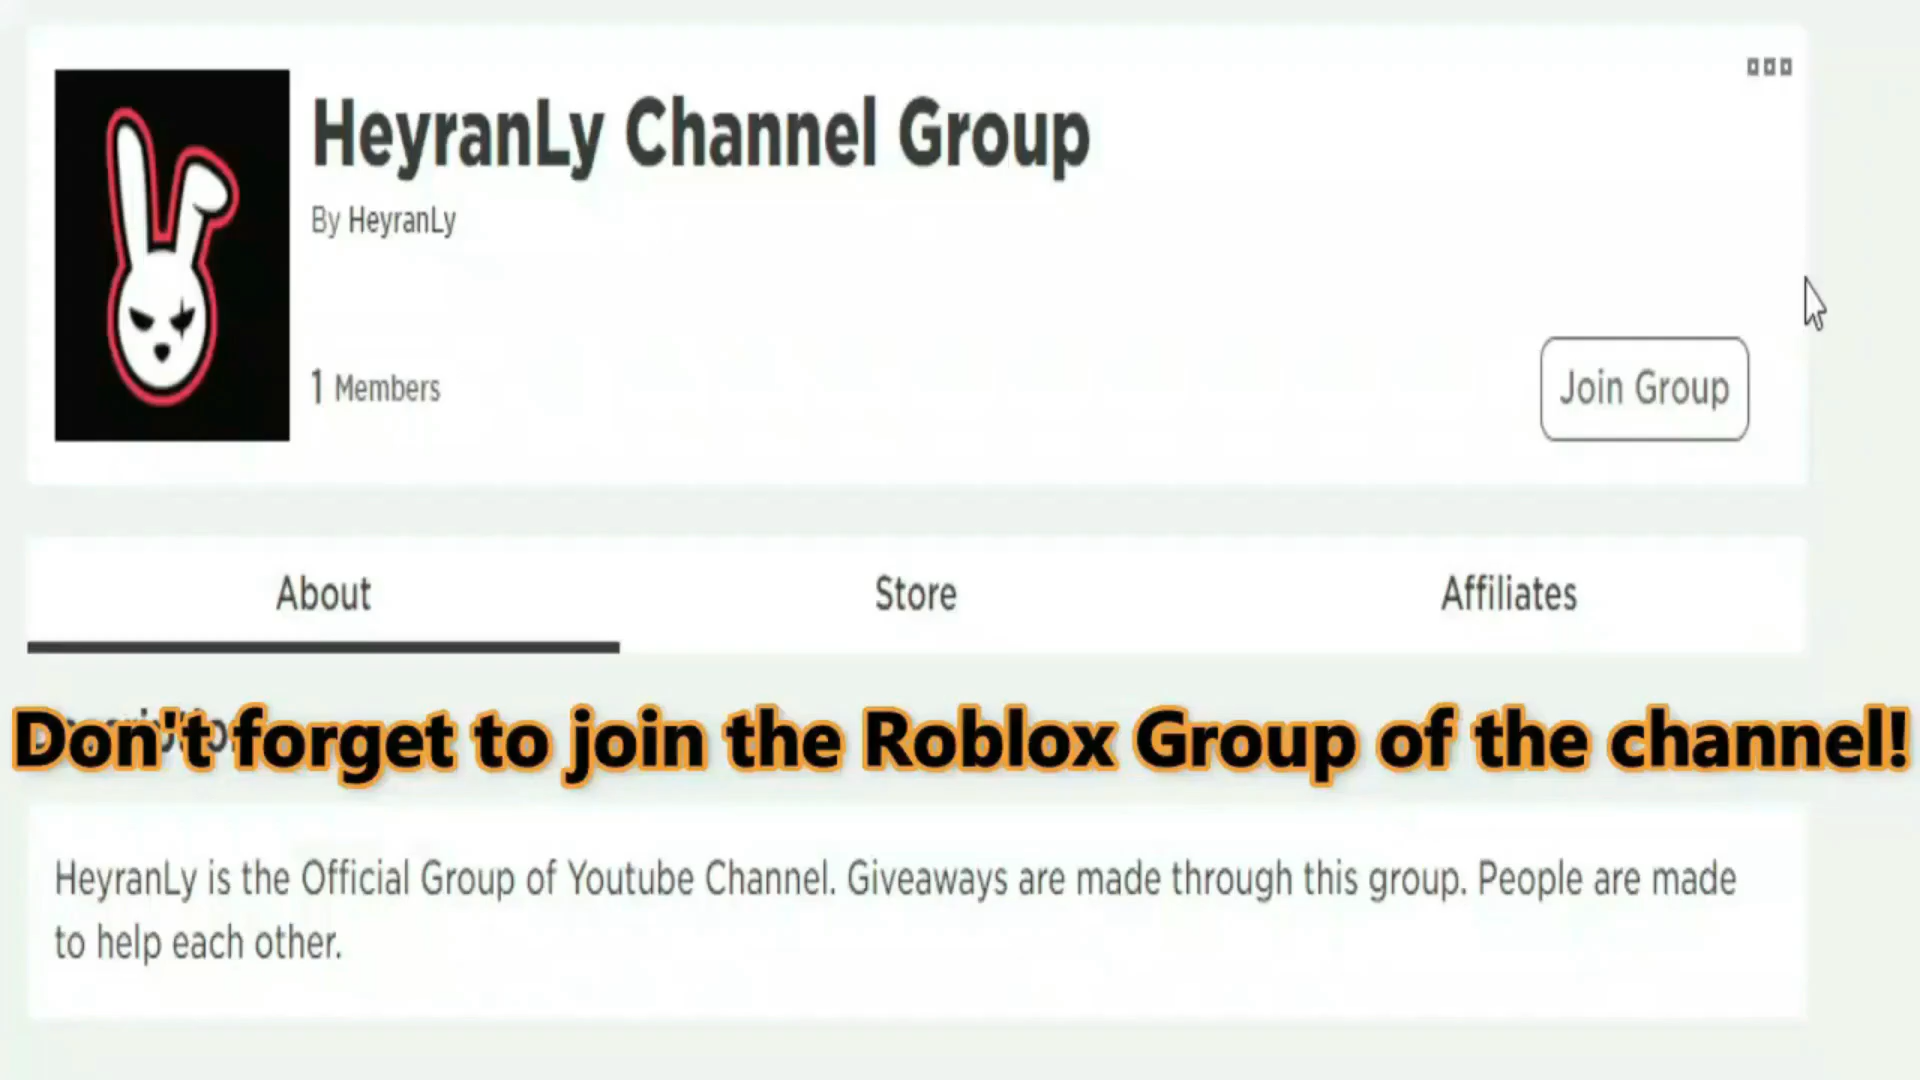 HeyranLy Channel Group
By HeyranLy
1 Members
Join Group
About
Store
Affiliates
Don't forget to join the Roblox Group of the channel!
HeyranLy is the Official Group of Youtube Channel. Giveaways are made through this group. People are made
to help each other.